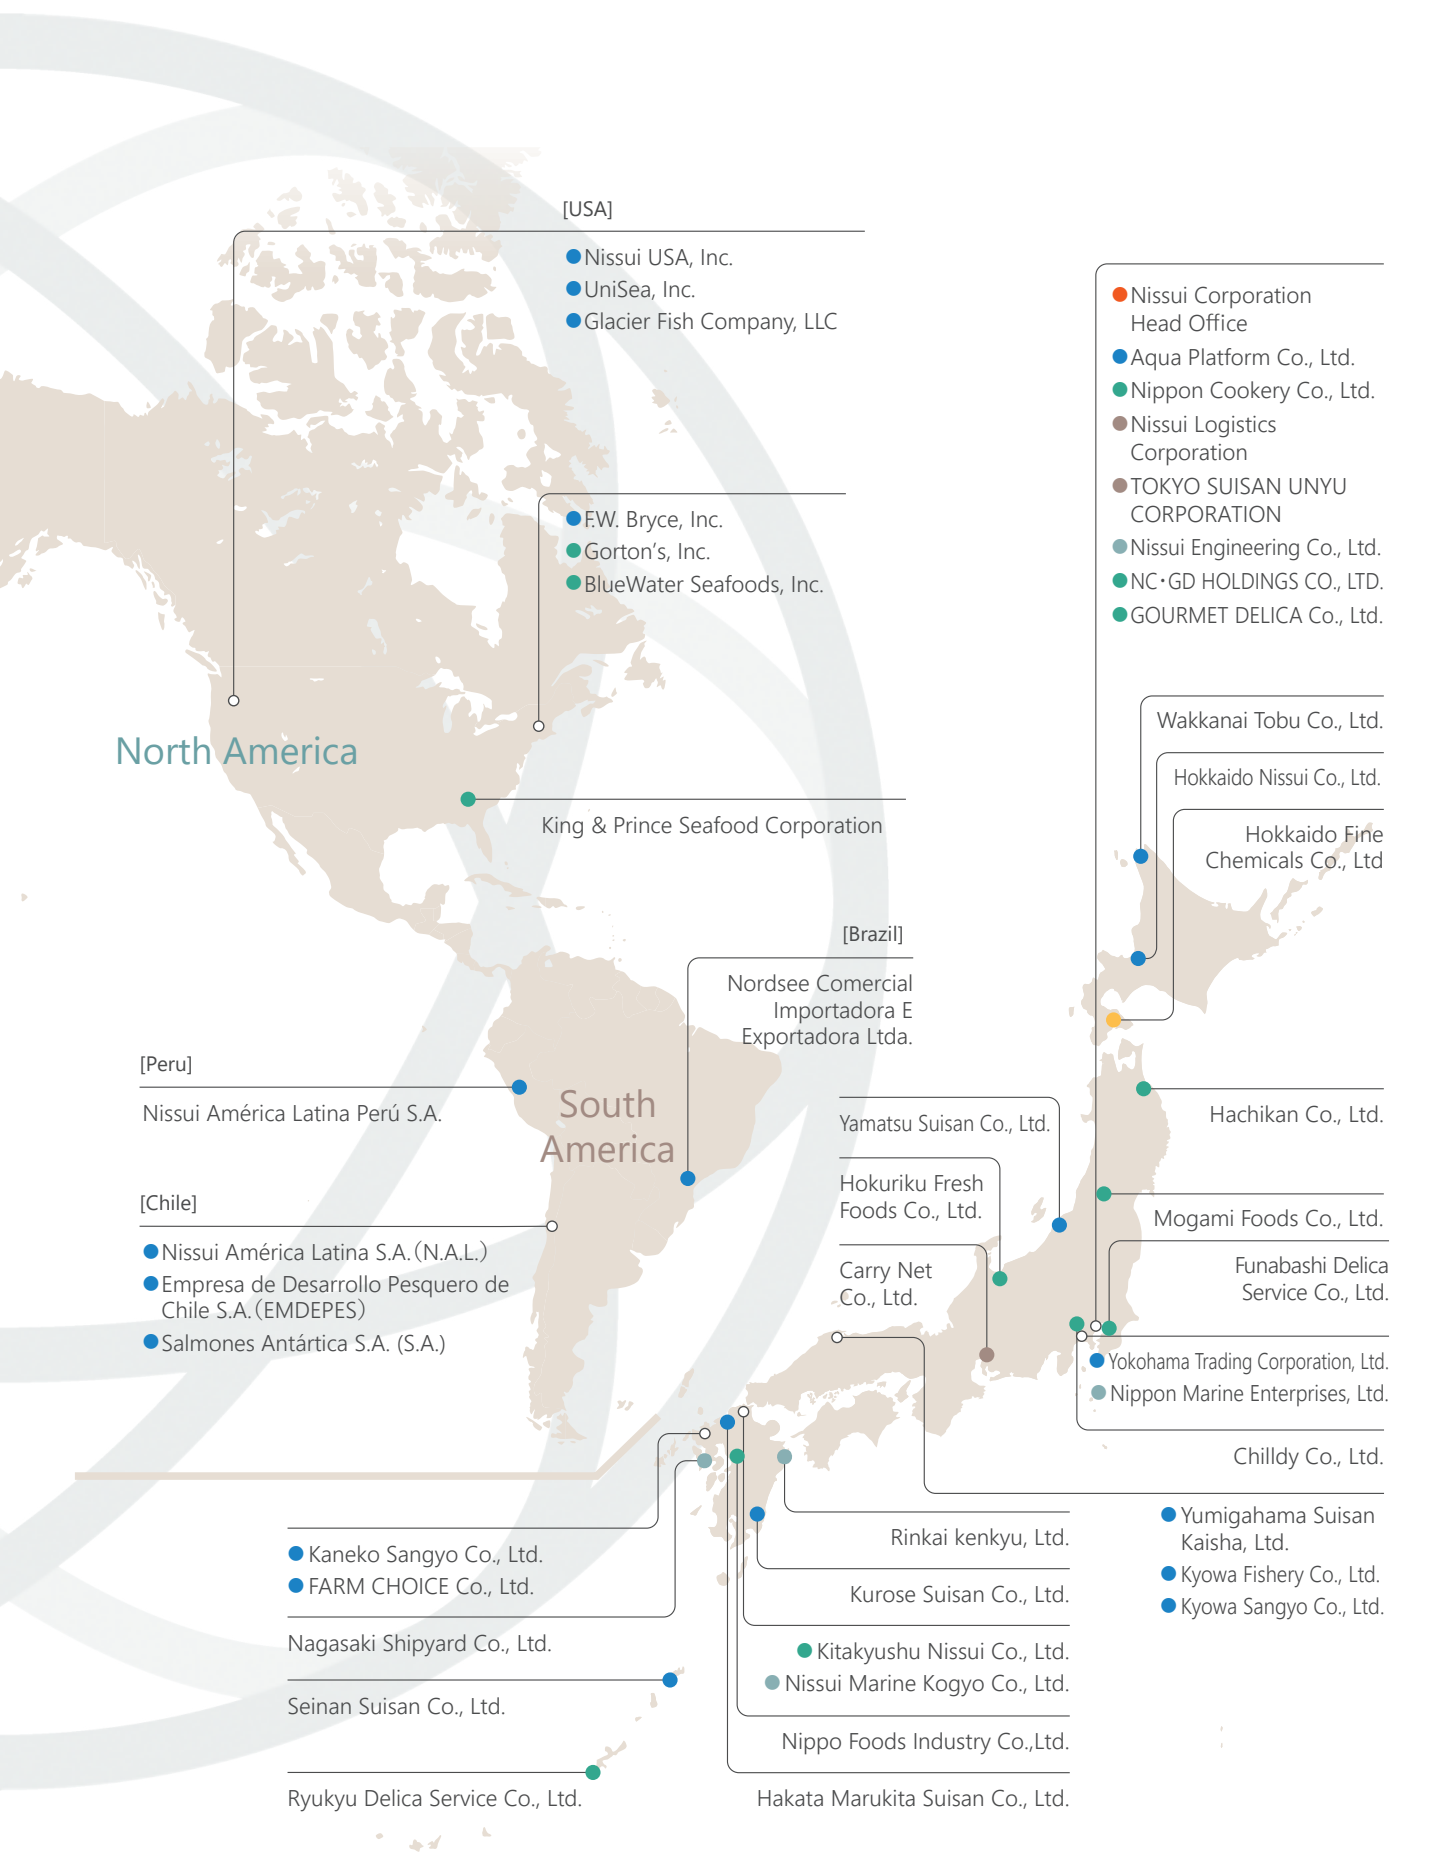 [USA]
Nissui USA, Inc.
UniSea, Inc.
Glacier Fish Company, LLC
F.W. Bryce, Inc.
Gorton's, Inc.
BlueWater Seafoods, Inc.
North America
King & Prince Seafood Corporation
[Brazil]
Nordsee Comercial
Importadora E
Exportadora Ltda.
[Peru]
Nissui América Latina Perú S.A.
South
America
[Chile]
Nissui América Latina S.A.(N.A.L.)
Empresa de Desarrollo Pesquero de
Chile S.A.(EMDEPES)
Salmones Antártica S.A. (S.A.)
Nissui Corporation
Head Office
Aqua Platform Co., Ltd.
Nippon Cookery Co., Ltd.
Nissui Logistics
Corporation
TOKYO SUISAN UNYU
CORPORATION
Nissui Engineering Co., Ltd.
NC・GD HOLDINGS CO., LTD.
GOURMET DELICA Co., Ltd.
Wakkanai Tobu Co., Ltd.
Hokkaido Nissui Co., Ltd.
Hokkaido Fine
Chemicals Co., Ltd
Hachikan Co., Ltd.
Yamatsu Suisan Co., Ltd.
Hokuriku Fresh
Foods Co., Ltd.
Mogami Foods Co., Ltd.
Carry Net
Co., Ltd.
Funabashi Delica
Service Co., Ltd.
Yokohama Trading Corporation, Ltd.
Nippon Marine Enterprises, Ltd.
Chilldy Co., Ltd.
Yumigahama Suisan
Kaisha, Ltd.
Kyowa Fishery Co., Ltd.
Kyowa Sangyo Co., Ltd.
Rinkai kenkyu, Ltd.
Kurose Suisan Co., Ltd.
Kitakyushu Nissui Co., Ltd.
Nissui Marine Kogyo Co., Ltd.
Nippo Foods Industry Co.,Ltd.
Hakata Marukita Suisan Co., Ltd.
Kaneko Sangyo Co., Ltd.
FARM CHOICE Co., Ltd.
Nagasaki Shipyard Co., Ltd.
Seinan Suisan Co., Ltd.
Ryukyu Delica Service Co., Ltd.